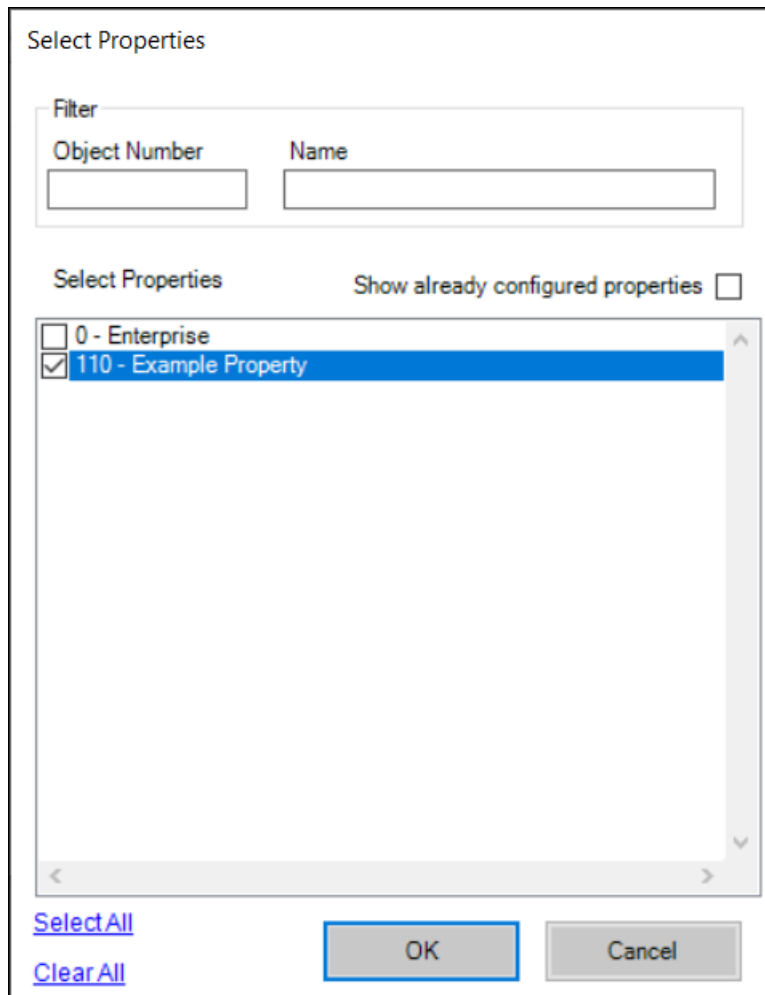 Select Properties
Filter
Object Number Name
Select Properties Show already configured properties
0 - Enterprise
110 - Example Property
Select All
OK Cancel
Clear All